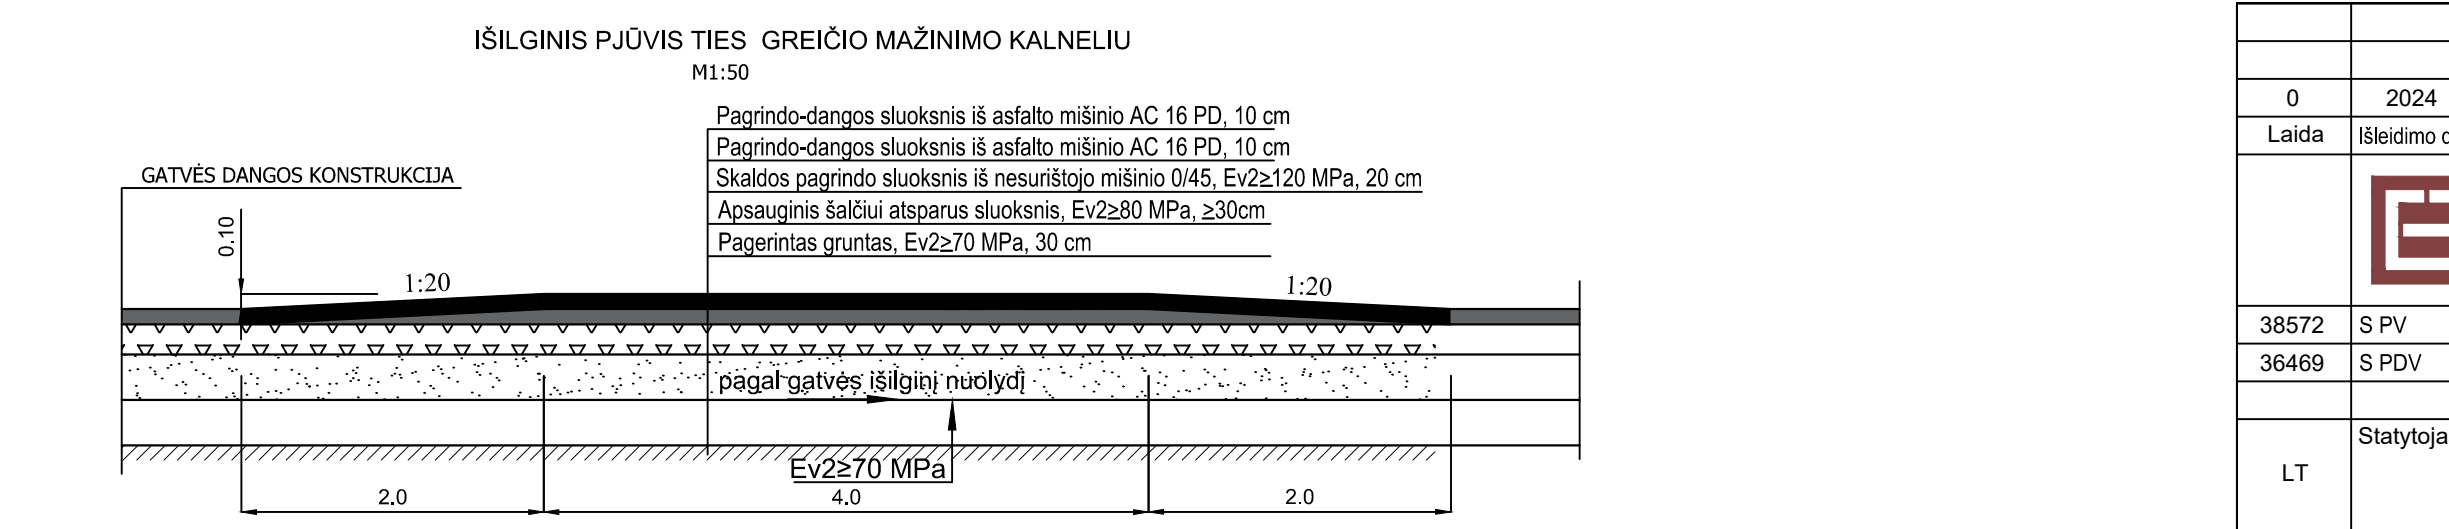 IŠILGINIS PJŪVIS TIES GREIČIO MAŽINIMO KALNELIU
M1:50
Pagrindo-dangos sluoksnis iš asfalto mišinio AC 16 PD, 10 cm
Pagrindo-dangos sluoksnis iš asfalto mišinio AC 16 PD, 10 cm
Skaldos pagrindo sluoksnis iš nesurištojo mišinio 0/45, Ev2≥120 MPa, 20 cm
Apsauginis šalčiui atsparus sluoksnis, Ev2≥80 MPa, ≥30cm
Pagerintas gruntas, Ev2≥70 MPa, 30 cm
GATVĖS DANGOS KONSTRUKCIJA
0.10
1:20
1:20
pagal gatvės išilginį nuolydį
Ev2≥70 MPa
2.0
4.0
2.0
0 2024
Laida Išleidimo
38572 S PV
36469 S PDV
Statytoja
LT